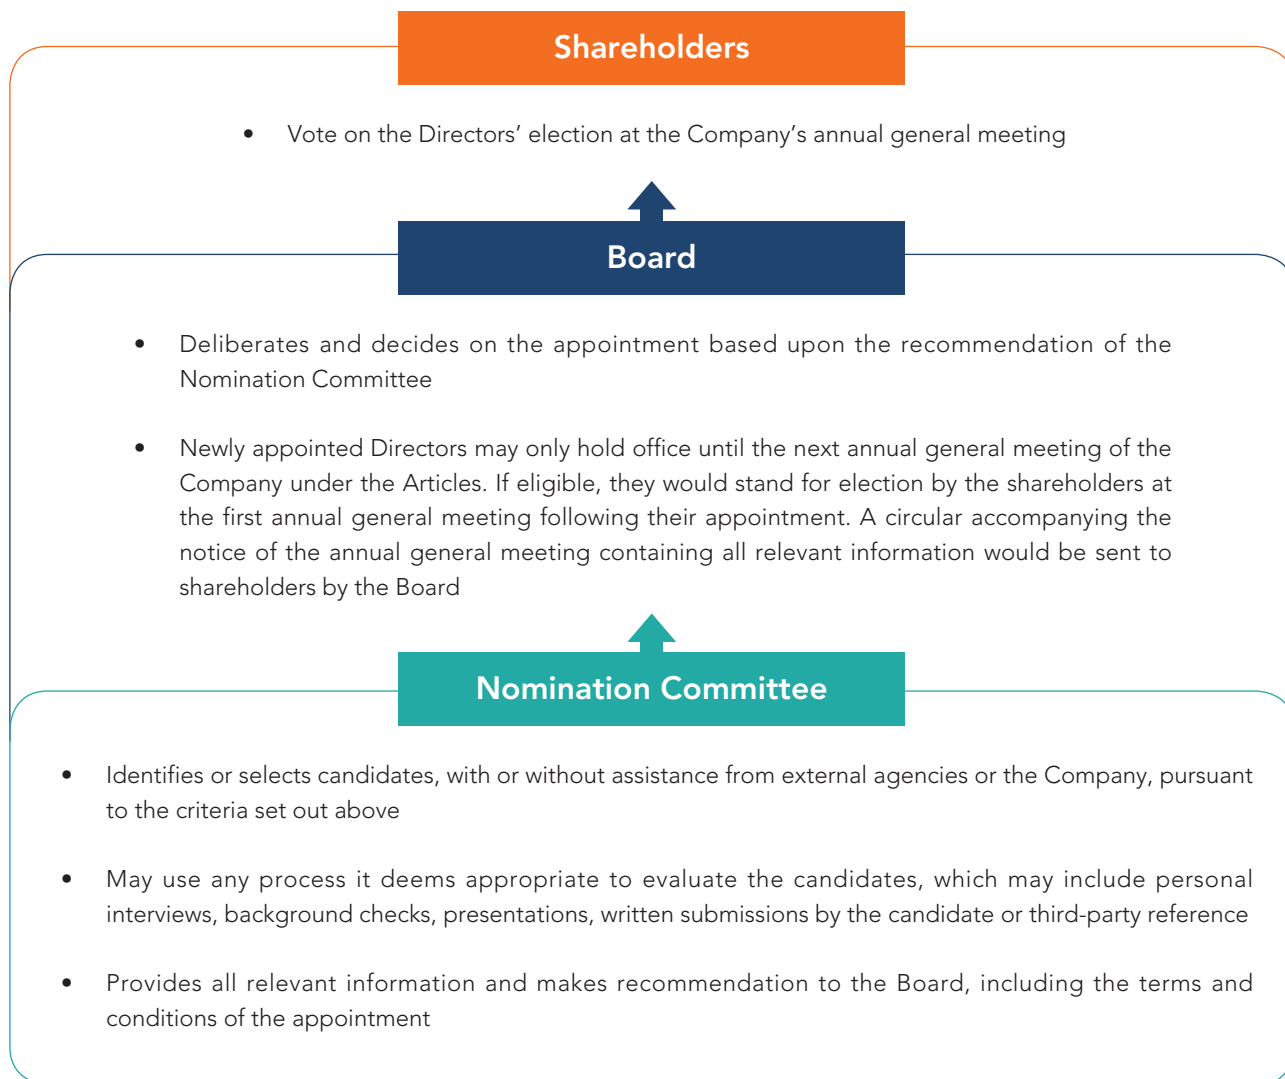 Shareholders
• Vote on the Directors’ election at the Company’s annual general meeting
Board
• Deliberates and decides on the appointment based upon the recommendation of the
Nomination Committee
• Newly appointed Directors may only hold office until the next annual general meeting of the
Company under the Articles. If eligible, they would stand for election by the shareholders at
the first annual general meeting following their appointment. A circular accompanying the
notice of the annual general meeting containing all relevant information would be sent to
shareholders by the Board
Nomination Committee
• Identifies or selects candidates, with or without assistance from external agencies or the Company, pursuant
to the criteria set out above
• May use any process it deems appropriate to evaluate the candidates, which may include personal
interviews, background checks, presentations, written submissions by the candidate or third-party reference
• Provides all relevant information and makes recommendation to the Board, including the terms and
conditions of the appointment